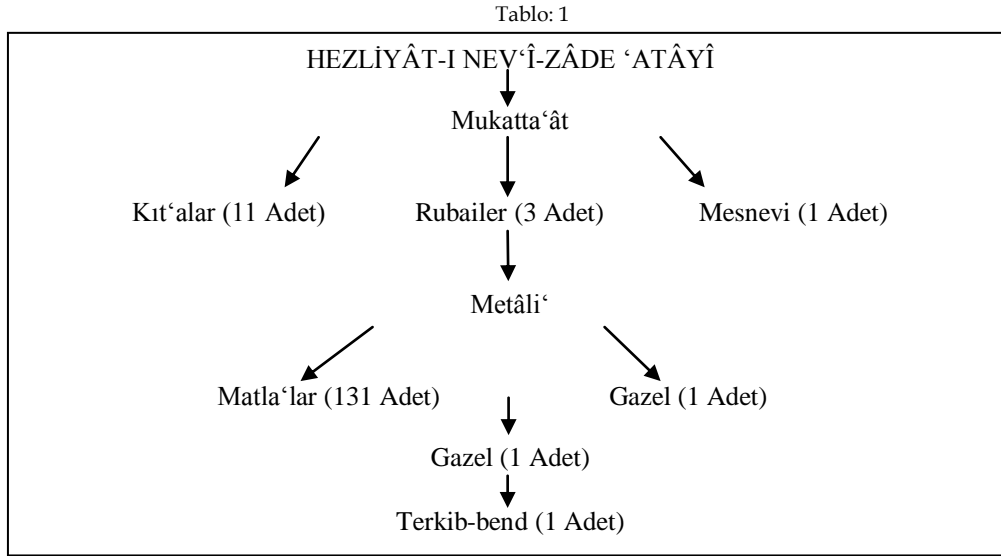 Tablo: 1
HEZLİYÂT-I NEV‘Î-ZÂDE ‘ATÂYÎ
Mukatta‘ât
Kıt‘alar (11 Adet) Rubailer (3 Adet) Mesnevi (1 Adet)
Metâli‘
Matla‘lar (131 Adet) Gazel (1 Adet)
Gazel (1 Adet)
Terkib-bend (1 Adet)